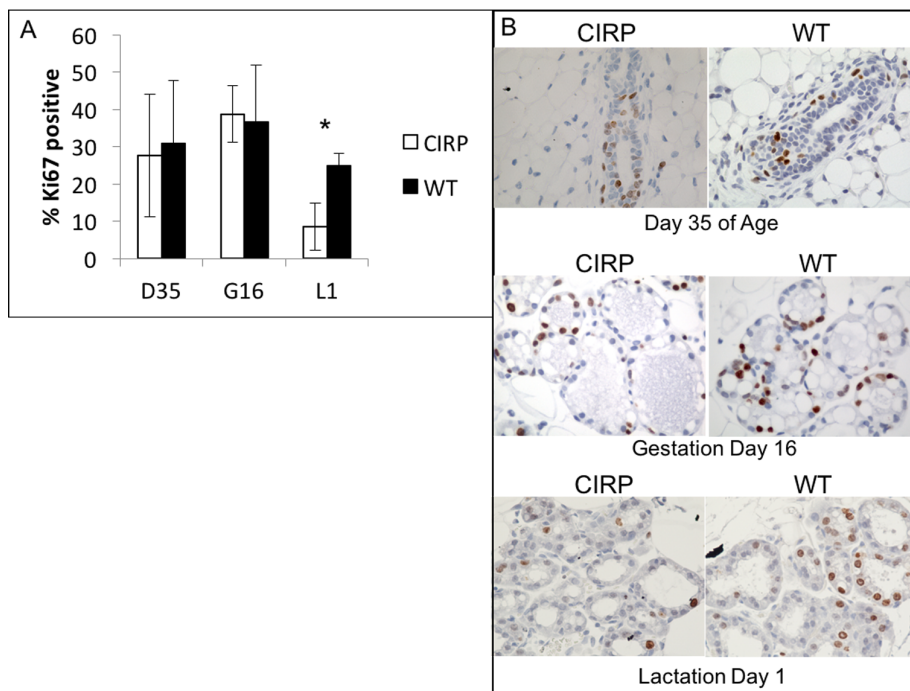 A
60
50
40
30
20
10
0
% Ki67 positive
*
CIRP
WT
D35 G16 L1
B
CIRP WT
Day 35 of Age
CIRP WT
Gestation Day 16
CIRP WT
Lactation Day 1